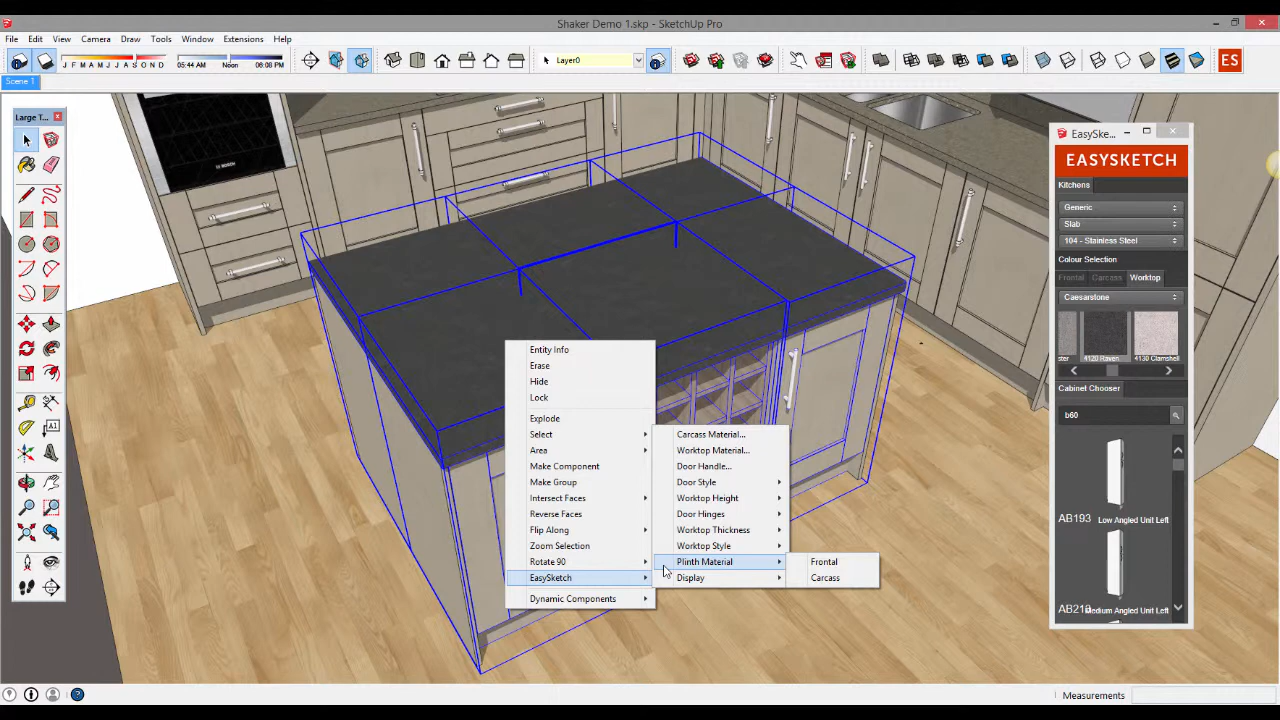 Shaker Demo 1.skp - SketchUp Pro
File Edit View Camera Draw Tools Window Extensions Help
J F M A M J J A S O N D
05:44 AM Noon 06:08 PM
Layer0
ES
Scene 1
Large T...
BOSCH
Entity Info
Erase
Hide
Lock
Explode
Select
Area
Make Component
Make Group
Intersect Faces
Reverse Faces
Flip Along
Zoom Selection
Rotate 90
EasySketch
Dynamic Components
Carcass Material...
Worktop Material...
Door Handle...
Door Style
Worktop Height
Door Hinges
Worktop Thickness
Worktop Style
Plinth Material
Display
Frontal
Carcass
EasySke...
EASYSKETCH
Kitchens
Generic
Slab
104 - Stainless Steel
Colour Selection
Frontal Carcass Worktop
Caesarstone
ster 4120 Raven 4130 Clamshell
Cabinet Chooser
b60
AB193 Low Angled Unit Left
AB218 Medium Angled Unit Left
Measurements